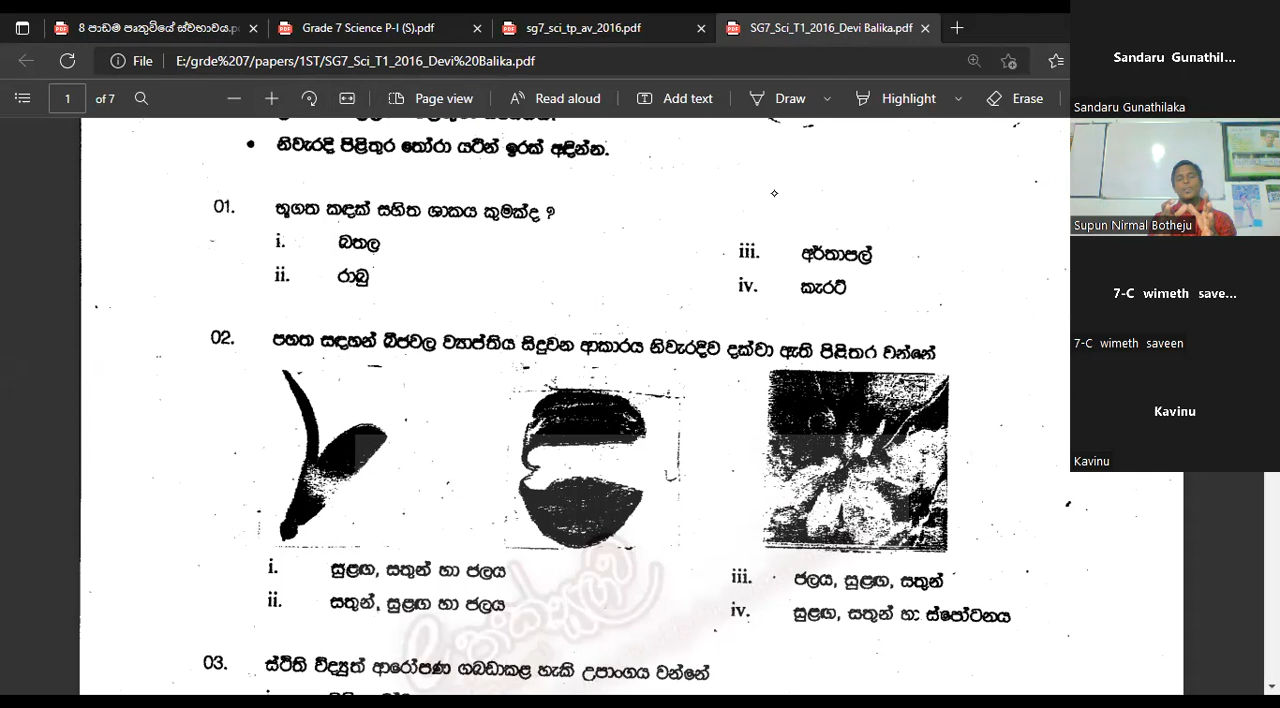 8 පාඩම පෘතුවියේ ස්වභාවය.p
Grade 7 Science P-I (S).pdf
sg7_sci_tp_av_2016.pdf
SG7_Sci_T1_2016_Devi Balika.pdf
File E:/grde%207/papers/1ST/SG7_Sci_T1_2016_Devi%20Balika.pdf
1 of 7 Page view Read aloud Add text Draw Highlight Erase
Sandaru Gunathil...
Sandaru Gunathilaka
Supun Nirmal Botheju
7-C wimeth save...
7-C wimeth saveen
Kavinu
Kavinu
• නිවැරදි පිළිතුර තෝරා යටින් ඉරක් අඳින්න.
01. භූගත කඳක් සහිත ශාකය කුමක්ද ?
i. බතල
ii. රාබු
iii. අර්තාපල්
iv. කැරට්
02. පහත සඳහන් බීජවල ව්‍යාප්තිය සිදුවන ආකාරය නිවැරදිව දක්වා ඇති පිළිතර වන්නේ
i. සුළඟ, සතුන් හා ජලය
ii. සතුන්, සුළඟ හා ජලය
iii. ජලය, සුළඟ, සතුන්
iv. සුළඟ, සතුන් හා ස්පෝටනය
03. ස්ථිති විද්‍යුත් ආරෝපණ ගබඩාකළ හැකි උපාංගය වන්නේ